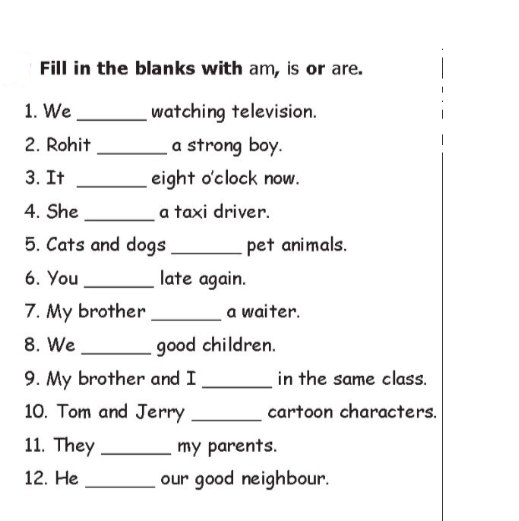 Fill in the blanks with am, is or are.
1. We _______ watching television.
2. Rohit _______ a strong boy.
3. It _______ eight o'clock now.
4. She _______ a taxi driver.
5. Cats and dogs _______ pet animals.
6. You _______ late again.
7. My brother _______ a waiter.
8. We _______ good children.
9. My brother and I _______ in the same class.
10. Tom and Jerry _______ cartoon characters.
11. They _______ my parents.
12. He _______ our good neighbour.